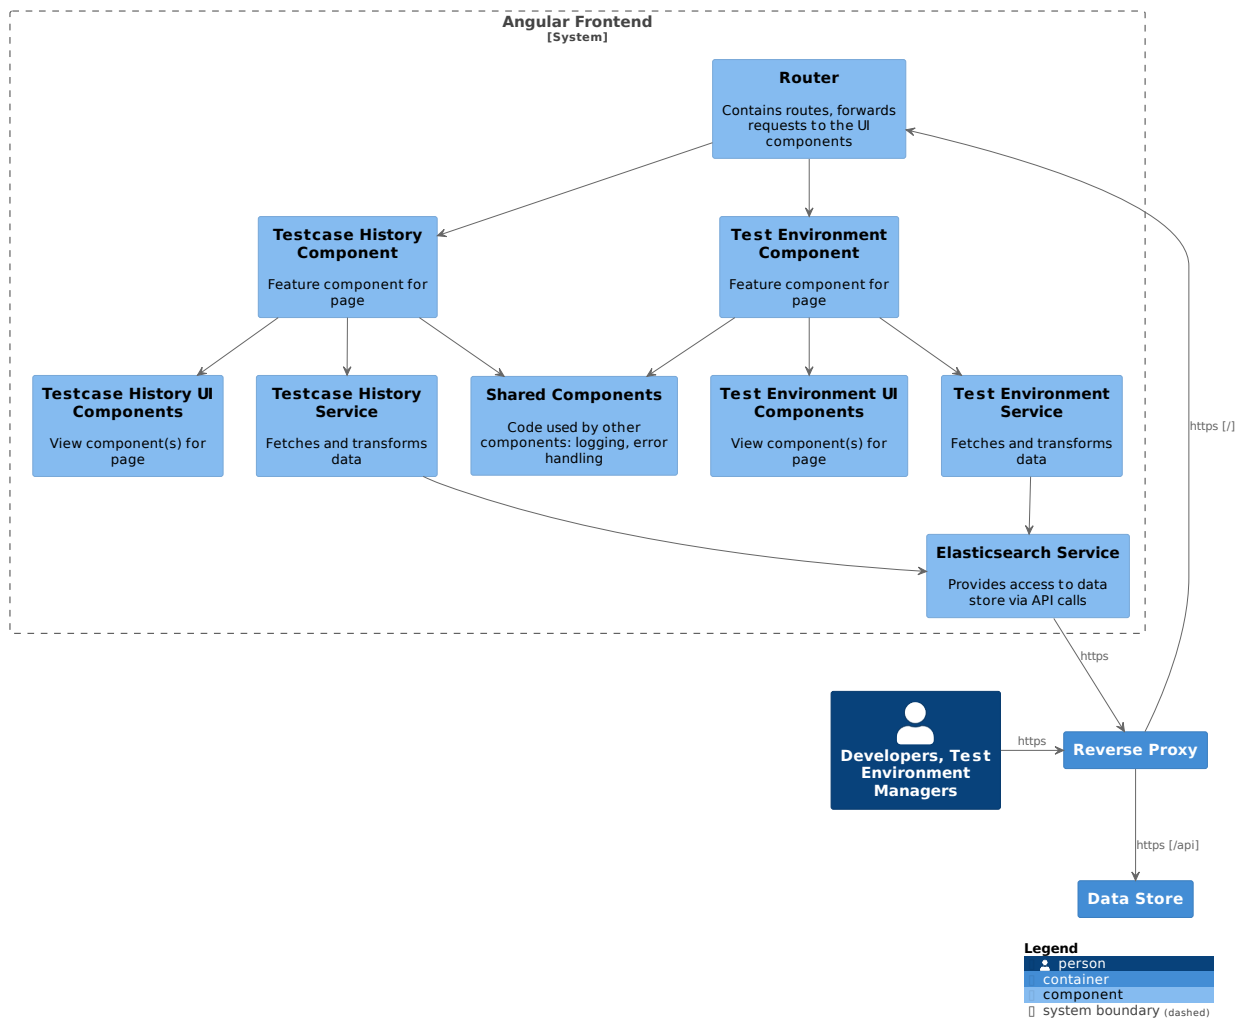 Angular Frontend
[System]
Router
Contains routes, forwards
requests to the UI
components
Testcase History
Component
Feature component for
page
Test Environment
Component
Feature component for
page
Testcase History UI
Components
View component(s) for
page
Testcase History
Service
Fetches and transforms
data
Shared Components
Code used by other
components: logging, error
handling
Test Environment UI
Components
View component(s) for
page
Test Environment
Service
Fetches and transforms
data
https [/]
Elasticsearch Service
Provides access to data
store via API calls
https
Developers, Test
Environment
Managers
https
Reverse Proxy
https [/api]
Data Store
Legend
person
container
component
system boundary (dashed)